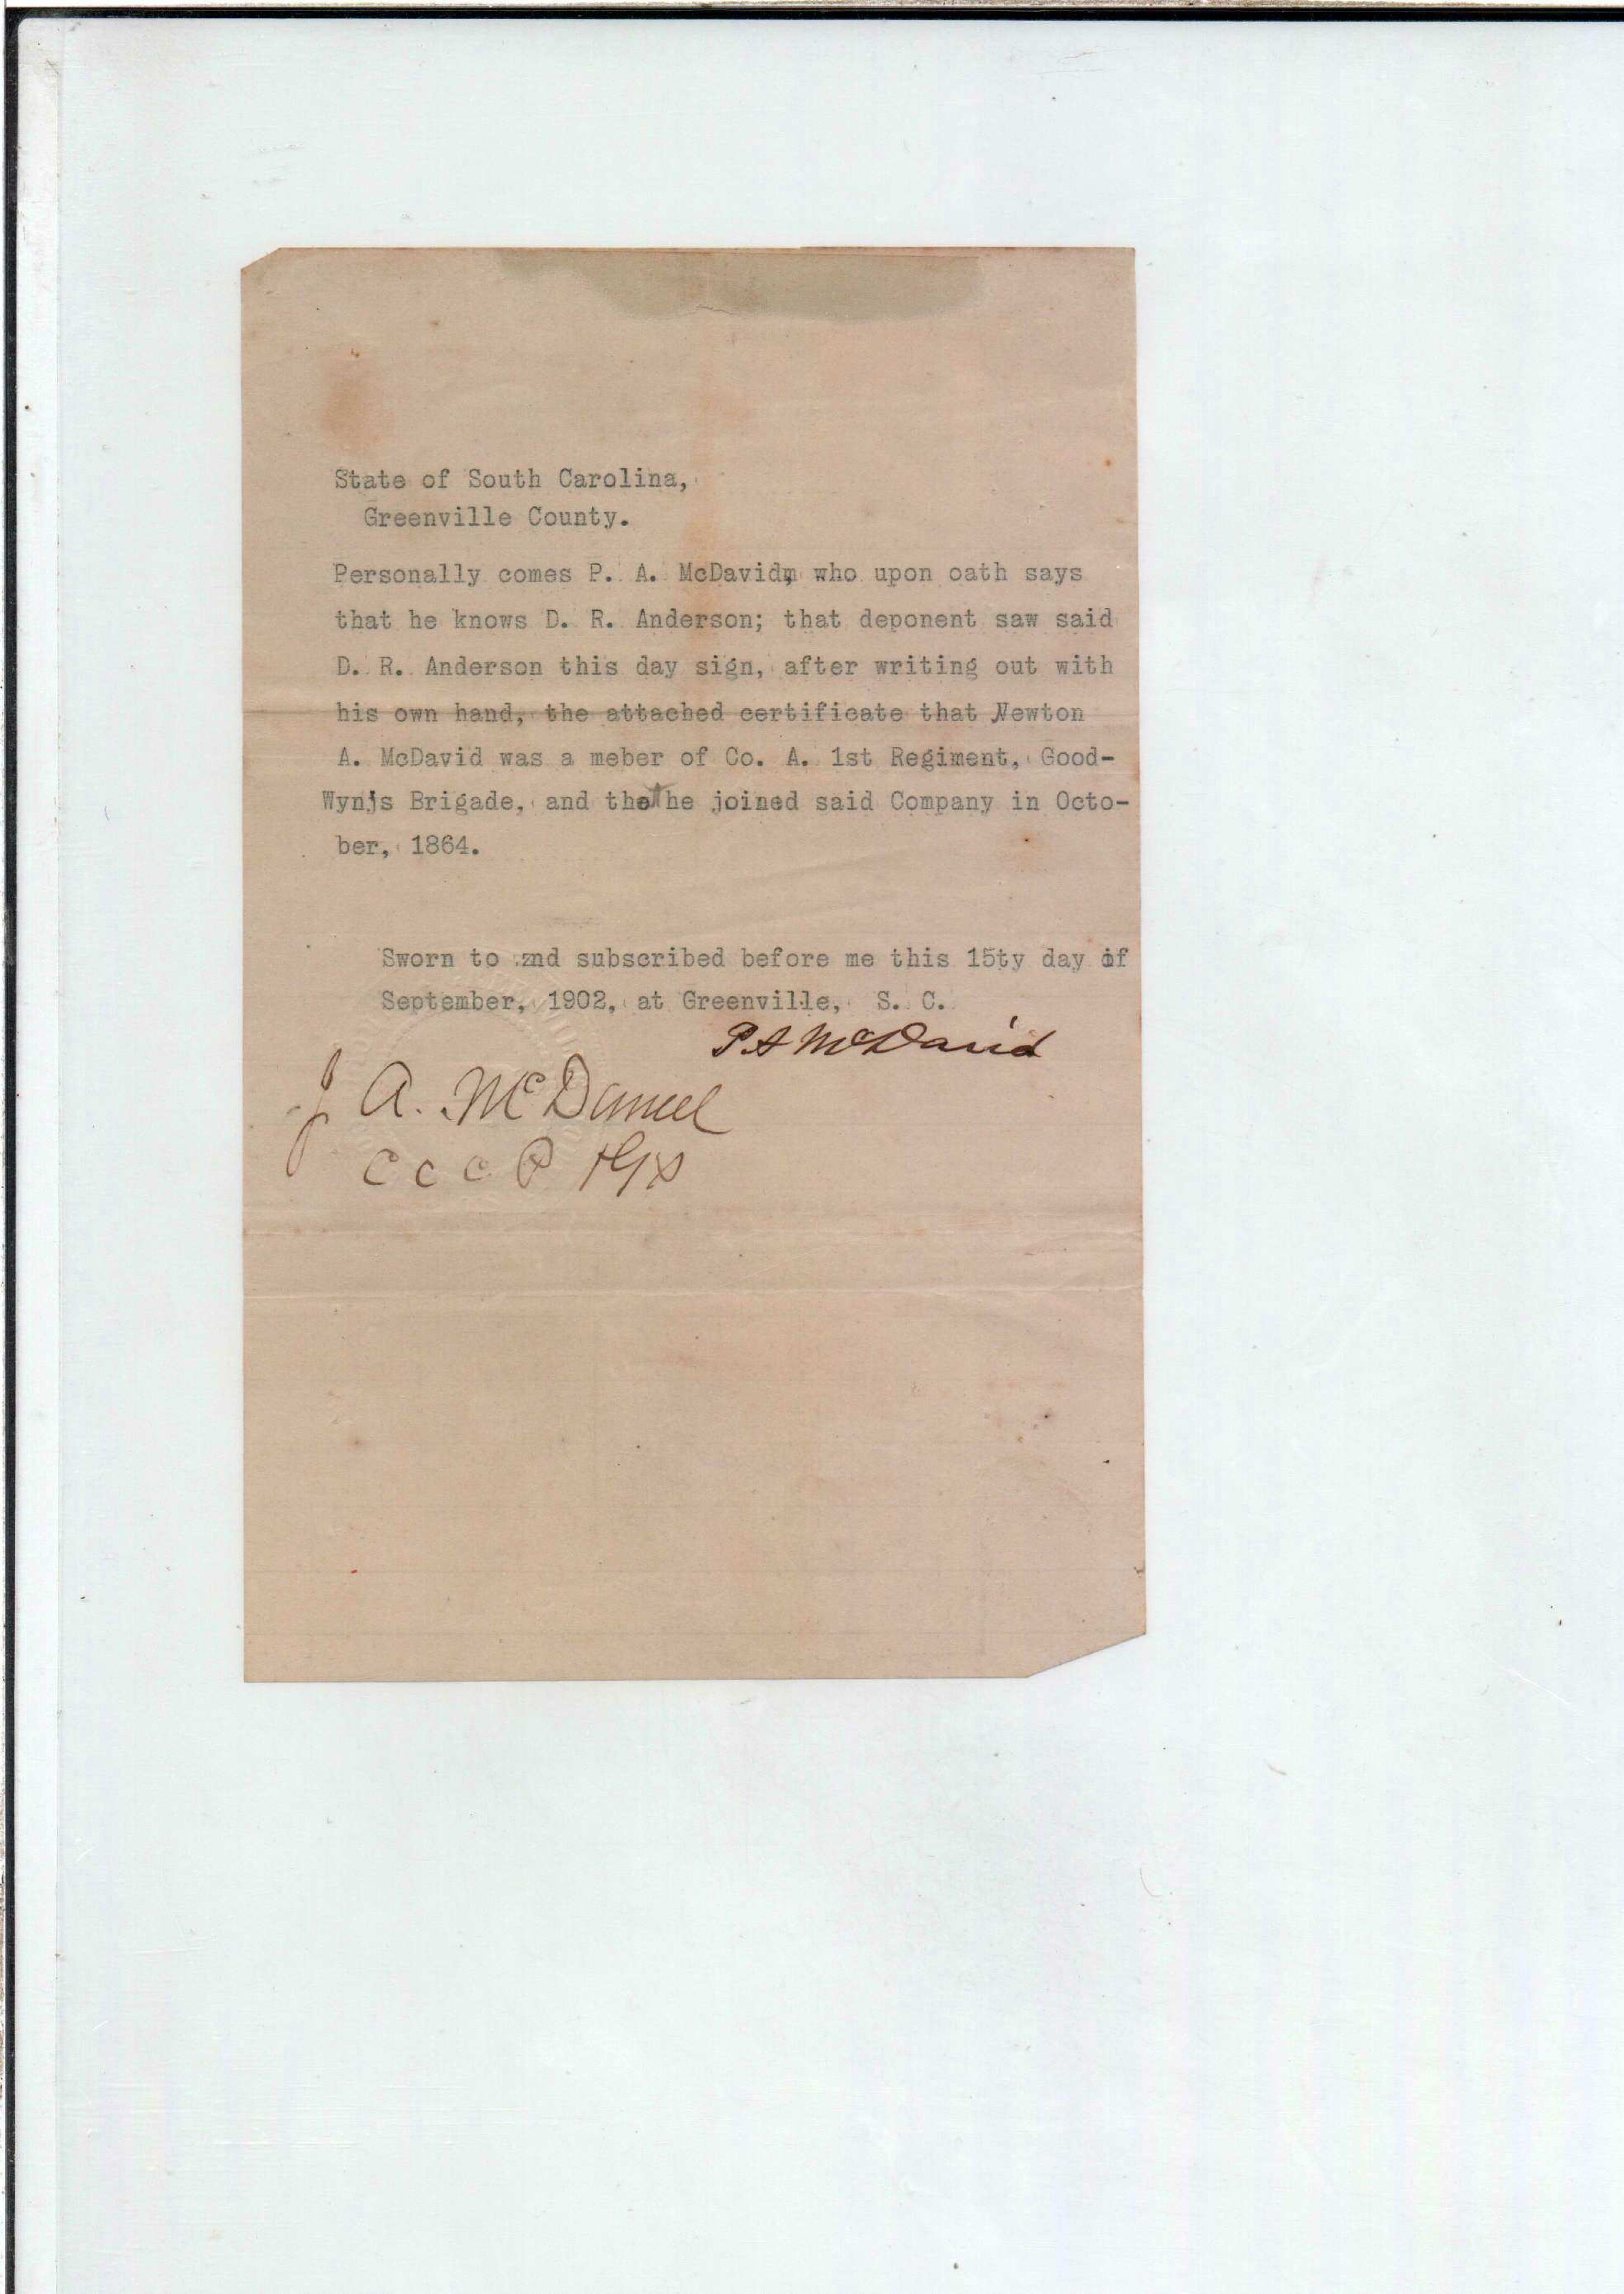 State of South Carolina,
Greenville County.
Personally comes P. A. McDavid, who upon oath says
that he knows D. R. Anderson; that deponent saw said
D. R. Anderson this day sign, after writing out with
his own hand, the attached certificate that Newton
A. McDavid was a meber of Co. A. 1st Regiment, Good-
Wynjs Brigade, and that he joined said Company in Octo-
ber, 1864.
Sworn to znd subscribed before me this 15ty day of
September, 1902, at Greenville, S. C.
P. A McDavid
J A. McDaniel
C C C P